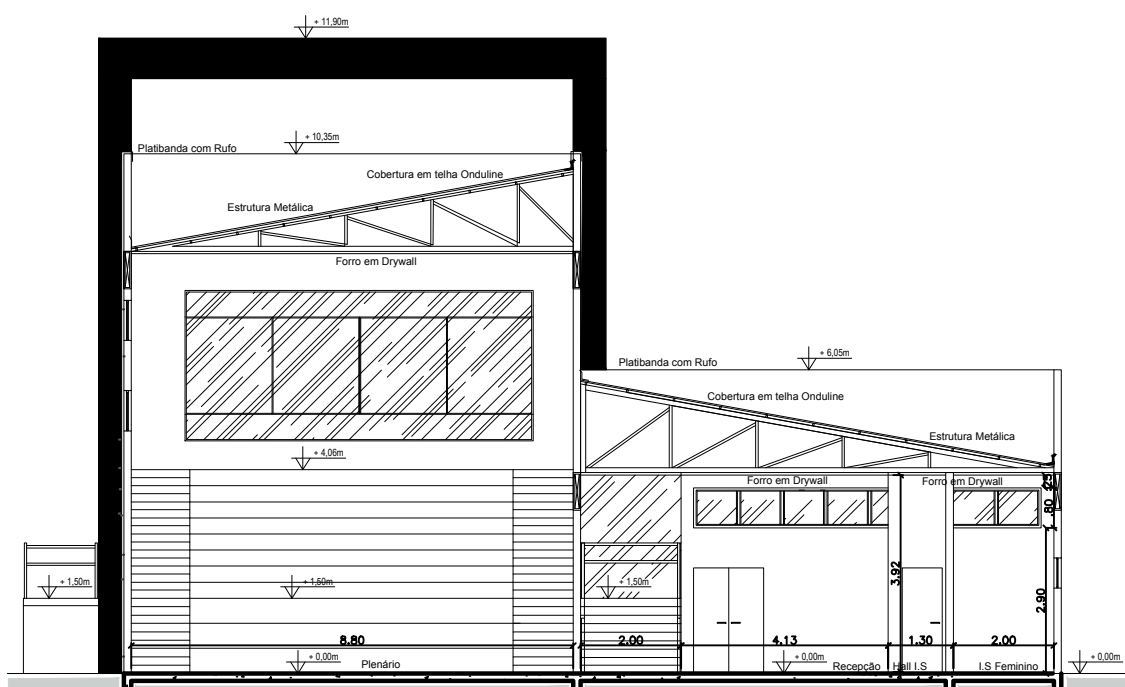 + 11,90m
+ 10,35m
Platibanda com Rufo
Cobertura em telha Onduline
Estrutura Metálica
Forro em Drywall
+ 6,05m
Platibanda com Rufo
Cobertura em telha Onduline
Estrutura Metálica
+ 4,06m
Forro em Drywall
Forro em Drywall
.25
.80
3.92
+ 1,50m
+ 1,50m
+ 1,50m
2.90
8.80
2.00
4.13
1.30
2.00
+ 0,00m
Plenário
+ 0,00m
Recepção
Hall I.S
I.S Feminino
+ 0,00m